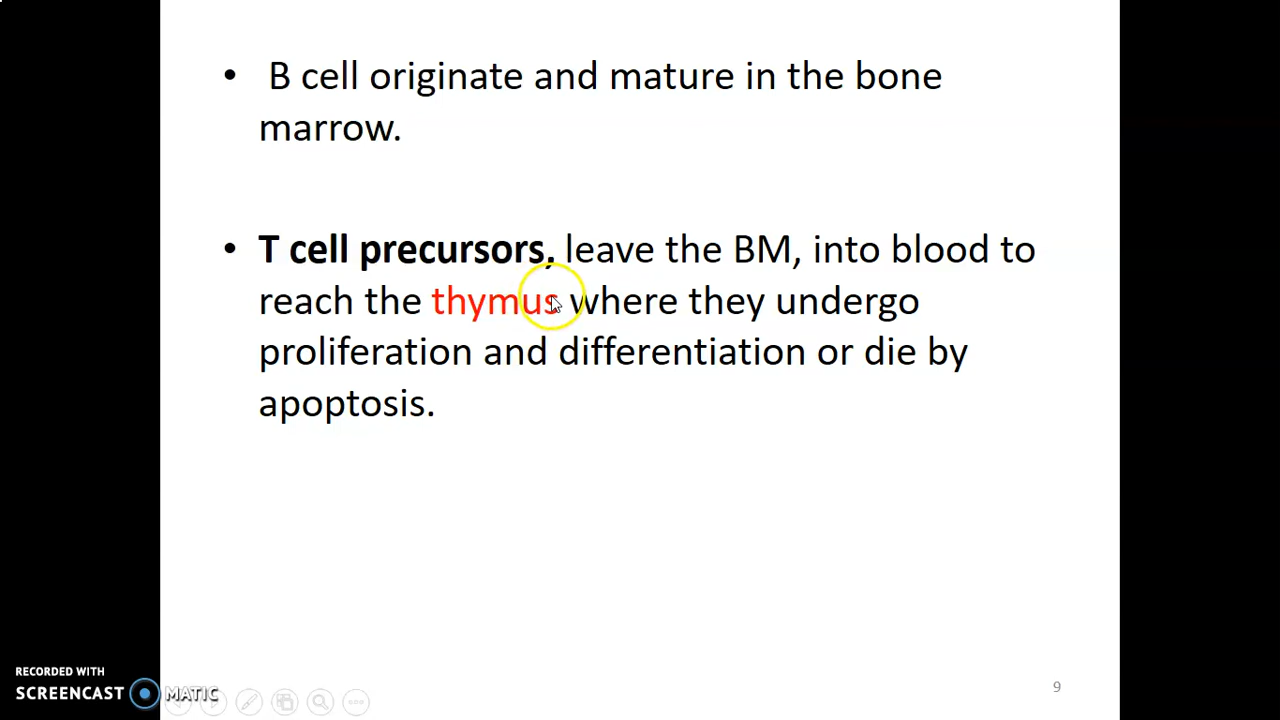 • B cell originate and mature in the bone
marrow.
• T cell precursors, leave the BM, into blood to
reach the thymus where they undergo
proliferation and differentiation or die by
apoptosis.
RECORDED WITH
SCREENCAST MATIC
9